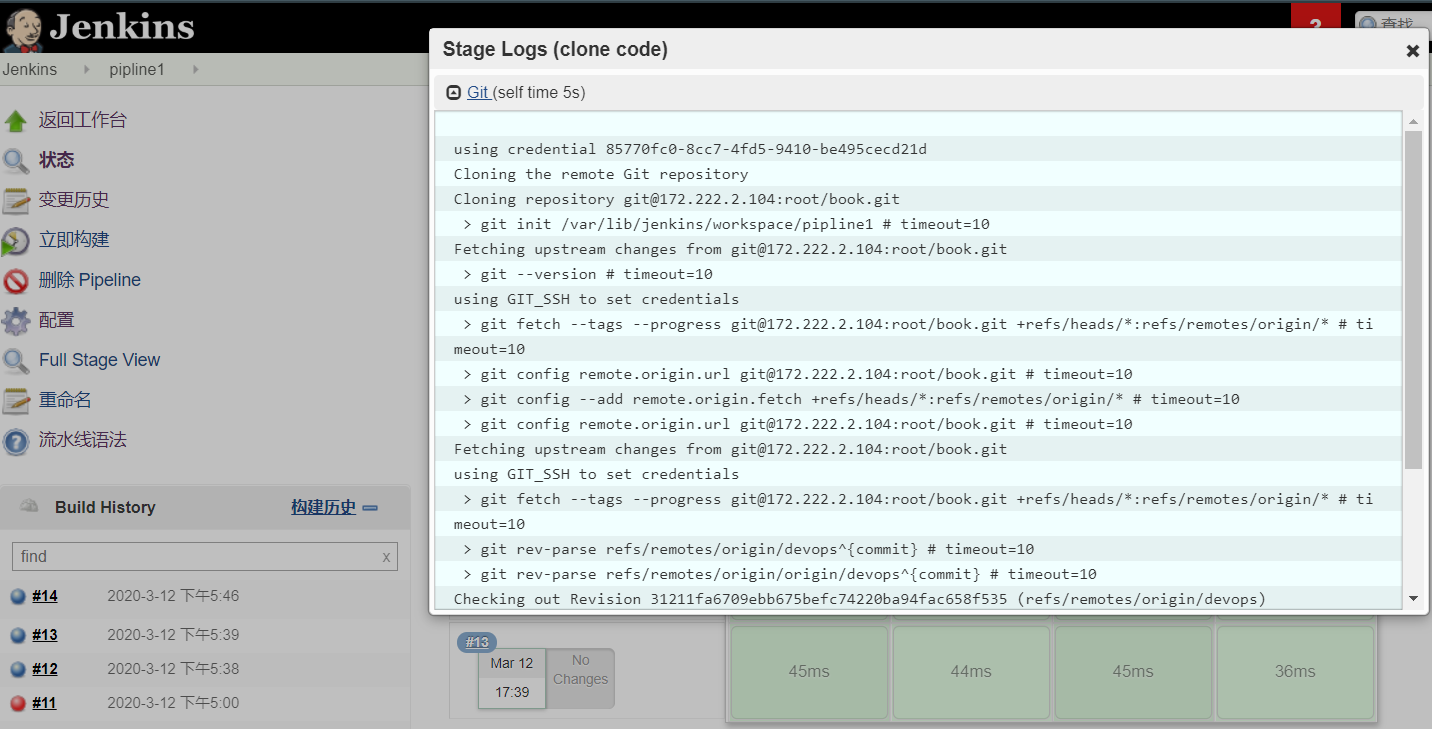 Jenkins
2
查找
Jenkins
pipline1
返回工作台
状态
变更历史
立即构建
删除 Pipeline
配置
Full Stage View
重命名
流水线语法
Build History
构建历史
find
x
#14
2020-3-12 下午5:46
#13
2020-3-12 下午5:39
#12
2020-3-12 下午5:38
#11
2020-3-12 下午5:00
Stage Logs (clone code)
Git (self time 5s)
using credential 85770fc0-8cc7-4fd5-9410-be495cecd21d
Cloning the remote Git repository
Cloning repository git@172.222.2.104:root/book.git
> git init /var/lib/jenkins/workspace/pipline1 # timeout=10
Fetching upstream changes from git@172.222.2.104:root/book.git
> git --version # timeout=10
using GIT_SSH to set credentials
> git fetch --tags --progress git@172.222.2.104:root/book.git +refs/heads/*:refs/remotes/origin/* # ti
meout=10
> git config remote.origin.url git@172.222.2.104:root/book.git # timeout=10
> git config --add remote.origin.fetch +refs/heads/*:refs/remotes/origin/* # timeout=10
> git config remote.origin.url git@172.222.2.104:root/book.git # timeout=10
Fetching upstream changes from git@172.222.2.104:root/book.git
using GIT_SSH to set credentials
> git fetch --tags --progress git@172.222.2.104:root/book.git +refs/heads/*:refs/remotes/origin/* # ti
meout=10
> git rev-parse refs/remotes/origin/devops^{commit} # timeout=10
> git rev-parse refs/remotes/origin/origin/devops^{commit} # timeout=10
Checking out Revision 31211fa6709ebb675befc74220ba94fac658f535 (refs/remotes/origin/devops)
#13
Mar 12
17:39
No
Changes
45ms
44ms
45ms
36ms